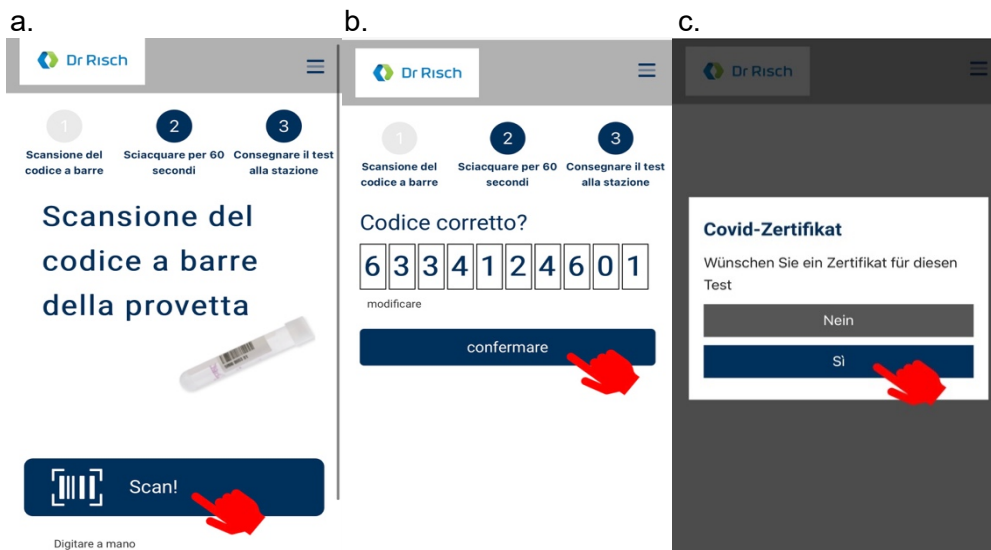 a.
Dr Risch
1
2
3
Scansione del
codice a barre
Sciacquare per 60
secondi
Consegnare il test
alla stazione
Scansione del
codice a barre
della provetta
Scan!
Digitare a mano
b.
Dr Risch
1
2
3
Scansione del
codice a barre
Sciacquare per 60
secondi
Consegnare il test
alla stazione
Codice corretto?
6334124601
modificare
confermare
c.
Dr Risch
Covid-Zertifikat
Wünschen Sie ein Zertifikat für diesen
Test
Nein
Sì